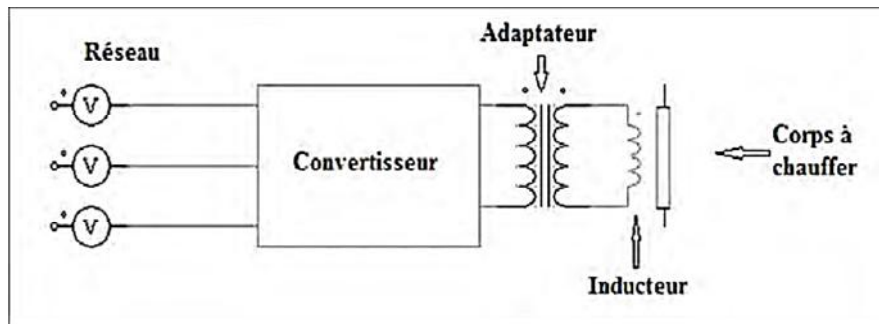 Adaptateur
Réseau
V
Convertisseur
V
Corps à
chauffer
V
Inducteur